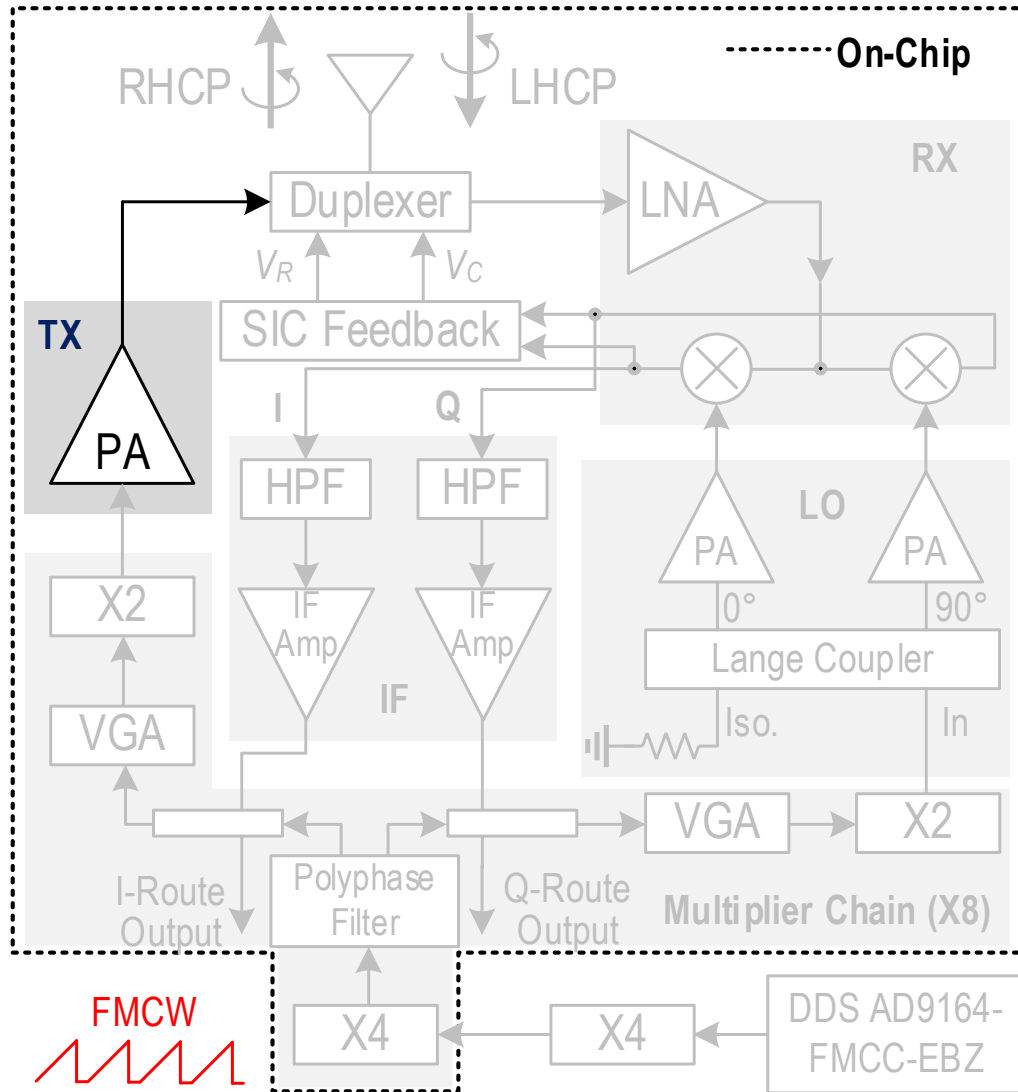 On-Chip
RHCP
LHCP
RX
Duplexer
LNA
VR
VC
TX
SIC Feedback
PA
I
Q
HPF
HPF
LO
PA
PA
X2
IF
Amp
IF
Amp
0°
90°
Lange Coupler
IF
VGA
Iso.
In
VGA
X2
I-Route
Output
Polyphase
Filter
Q-Route
Output
Multiplier Chain (X8)
FMCW
X4
X4
DDS AD9164-
FMCC-EBZ